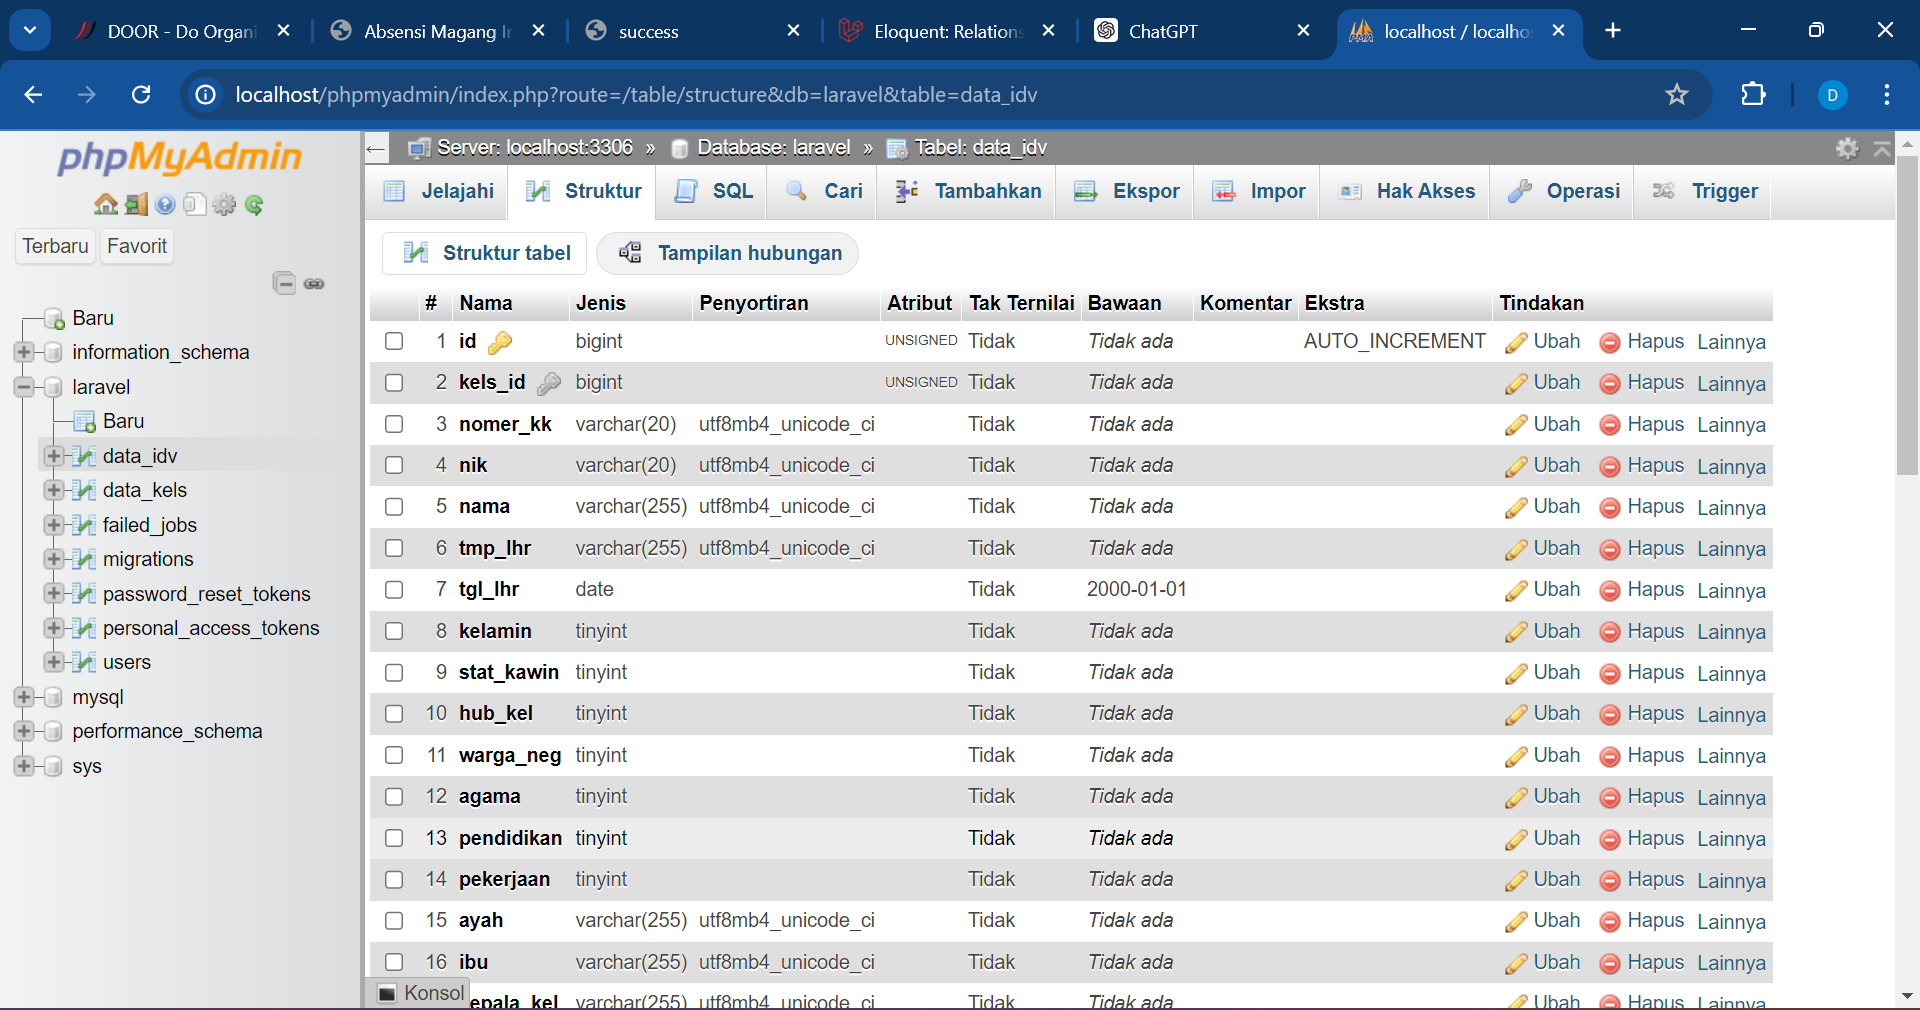 DOOR - Do Organi
Absensi Magang Ir
success
Eloquent: Relations
ChatGPT
localhost / localho
localhost/phpmyadmin/index.php?route=/table/structure&db=laravel&table=data_idv
D
phpMyAdmin
Terbaru Favorit
Baru
information_schema
laravel
Baru
data_idv
data_kels
failed_jobs
migrations
password_reset_tokens
personal_access_tokens
users
mysql
performance_schema
sys
Server: localhost:3306 » Database: laravel » Tabel: data_idv
Jelajahi Struktur SQL Cari Tambahkan Ekspor Impor Hak Akses Operasi Trigger
Struktur tabel Tampilan hubungan
# Nama Jenis Penyortiran Atribut Tak Ternilai Bawaan Komentar Ekstra Tindakan
1 id bigint UNSIGNED Tidak Tidak ada AUTO_INCREMENT Ubah Hapus Lainnya
2 kels_id bigint UNSIGNED Tidak Tidak ada Ubah Hapus Lainnya
3 nomer_kk varchar(20) utf8mb4_unicode_ci Tidak Tidak ada Ubah Hapus Lainnya
4 nik varchar(20) utf8mb4_unicode_ci Tidak Tidak ada Ubah Hapus Lainnya
5 nama varchar(255) utf8mb4_unicode_ci Tidak Tidak ada Ubah Hapus Lainnya
6 tmp_lhr varchar(255) utf8mb4_unicode_ci Tidak Tidak ada Ubah Hapus Lainnya
7 tgl_lhr date Tidak 2000-01-01 Ubah Hapus Lainnya
8 kelamin tinyint Tidak Tidak ada Ubah Hapus Lainnya
9 stat_kawin tinyint Tidak Tidak ada Ubah Hapus Lainnya
10 hub_kel tinyint Tidak Tidak ada Ubah Hapus Lainnya
11 warga_neg tinyint Tidak Tidak ada Ubah Hapus Lainnya
12 agama tinyint Tidak Tidak ada Ubah Hapus Lainnya
13 pendidikan tinyint Tidak Tidak ada Ubah Hapus Lainnya
14 pekerjaan tinyint Tidak Tidak ada Ubah Hapus Lainnya
15 ayah varchar(255) utf8mb4_unicode_ci Tidak Tidak ada Ubah Hapus Lainnya
16 ibu varchar(255) utf8mb4_unicode_ci Tidak Tidak ada Ubah Hapus Lainnya
epala_kel varchar(255) utf8mb4_unicode_ci Tidak Tidak ada Ubah Hapus Lainnya
Konsol